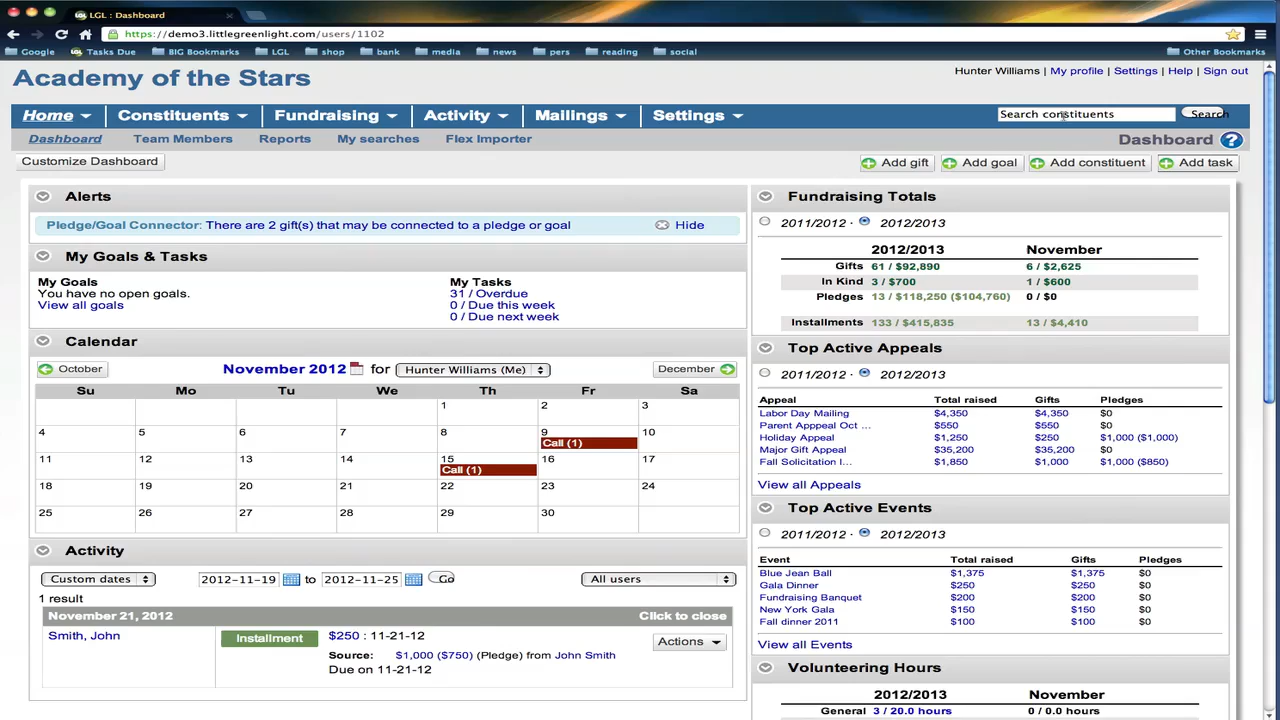 LGL : Dashboard
https://demo3.littlegreenlight.com/users/1102
Google Tasks Due BIG Bookmarks LGL shop bank media news pers reading social Other Bookmarks
Academy of the Stars
Hunter Williams | My profile | Settings | Help | Sign out
Home Constituents Fundraising Activity Mailings Settings Search constituents Search
Dashboard Team Members Reports My searches Flex Importer Dashboard ?
Customize Dashboard Add gift Add goal Add constituent Add task
Alerts
Pledge/Goal Connector: There are 2 gift(s) that may be connected to a pledge or goal Hide
My Goals & Tasks
My Goals
You have no open goals.
View all goals
My Tasks
31 / Overdue
0 / Due this week
0 / Due next week
Calendar
October November 2012 for Hunter Williams (Me) December
Su Mo Tu We Th Fr Sa
1 2 3
4 5 6 7 8 9 10
Call (1)
11 12 13 14 15 16 17
Call (1)
18 19 20 21 22 23 24
25 26 27 28 29 30
Activity
Custom dates 2012-11-19 to 2012-11-25 Go All users
1 result
November 21, 2012 Click to close
Smith, John Installment $250 : 11-21-12 Actions
Source: $1,000 ($750) (Pledge) from John Smith
Due on 11-21-12
Fundraising Totals
2011/2012 · 2012/2013
2012/2013 November
Gifts 61 / $92,890 6 / $2,625
In Kind 3 / $700 1 / $600
Pledges 13 / $118,250 ($104,760) 0 / $0
Installments 133 / $415,835 13 / $4,410
Top Active Appeals
2011/2012 · 2012/2013
Appeal Total raised Gifts Pledges
Labor Day Mailing $4,350 $4,350 $0
Parent Apppeal Oct ... $550 $550 $0
Holiday Appeal $1,250 $250 $1,000 ($1,000)
Major Gift Appeal $35,200 $35,200 $0
Fall Solicitation I... $1,850 $1,000 $1,000 ($850)
View all Appeals
Top Active Events
2011/2012 · 2012/2013
Event Total raised Gifts Pledges
Blue Jean Ball $1,375 $1,375 $0
Gala Dinner $250 $250 $0
Fundraising Banquet $200 $200 $0
New York Gala $150 $150 $0
Fall dinner 2011 $100 $100 $0
View all Events
Volunteering Hours
2012/2013 November
General 3 / 20.0 hours 0 / 0.0 hours